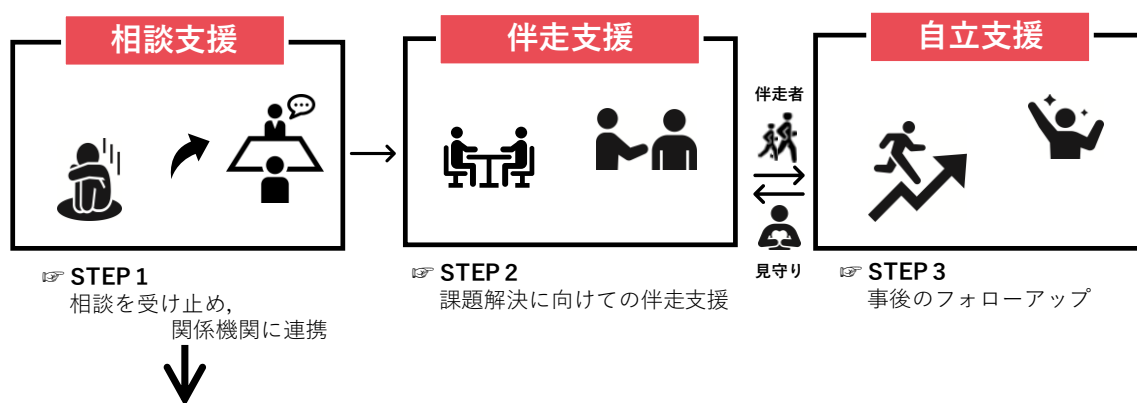 相談支援
伴走支援
自立支援
伴走者
見守り
☞ STEP 1
相談を受け止め,
関係機関に連携
☞ STEP 2
課題解決に向けての伴走支援
☞ STEP 3
事後のフォローアップ